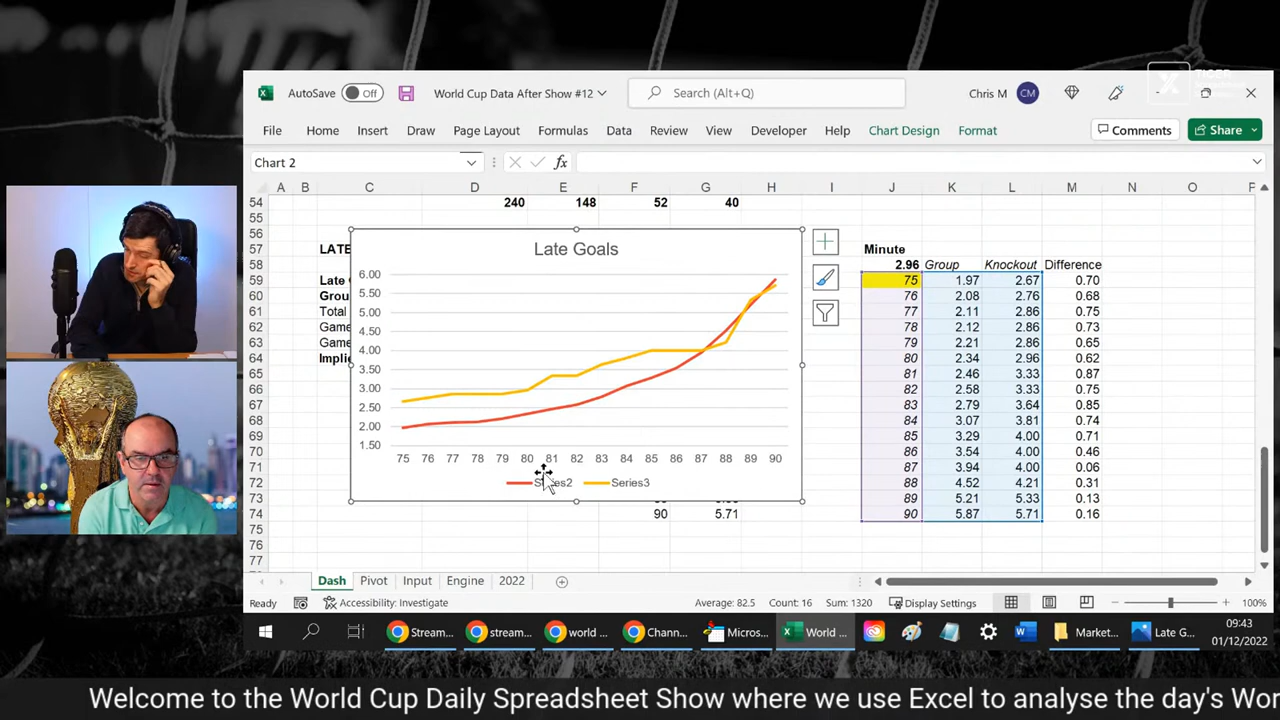 TIGER
AutoSave Off World Cup Data After Show #12 Search (Alt+Q) Chris M CM
File Home Insert Draw Page Layout Formulas Data Review View Developer Help Chart Design Format Comments Share
Chart 2 fx
A B C D E F G H I J K L M N O
54 240 148 52 40
55
56
57 LATE Minute
58 2.96 Group Knockout Difference
59 Late 75 1.97 2.67 0.70
60 Grou 76 2.08 2.76 0.68
61 Total 77 2.11 2.86 0.75
62 Game 78 2.12 2.86 0.73
63 Game 79 2.21 2.86 0.65
64 Implie 80 2.34 2.96 0.62
65 81 2.46 3.33 0.87
66 82 2.58 3.33 0.75
67 83 2.79 3.64 0.85
68 84 3.07 3.81 0.74
69 85 3.29 4.00 0.71
70 86 3.54 4.00 0.46
71 87 3.94 4.00 0.06
72 88 4.52 4.21 0.31
73 89 5.21 5.33 0.13
74 90 5.71 90 5.87 5.71 0.16
75
76
77
Late Goals
6.00
5.50
5.00
4.50
4.00
3.50
3.00
2.50
2.00
1.50
75 76 77 78 79 80 81 82 83 84 85 86 87 88 89 90
Series2 Series3
Dash Pivot Input Engine 2022
Ready Accessibility: Investigate Average: 82.5 Count: 16 Sum: 1320 Display Settings 100%
Stream... stream... world ... Chann... Micros... World ... Market... Late G... 09:43
01/12/2022
Welcome to the World Cup Daily Spreadsheet Show where we use Excel to analyse the day's Wor